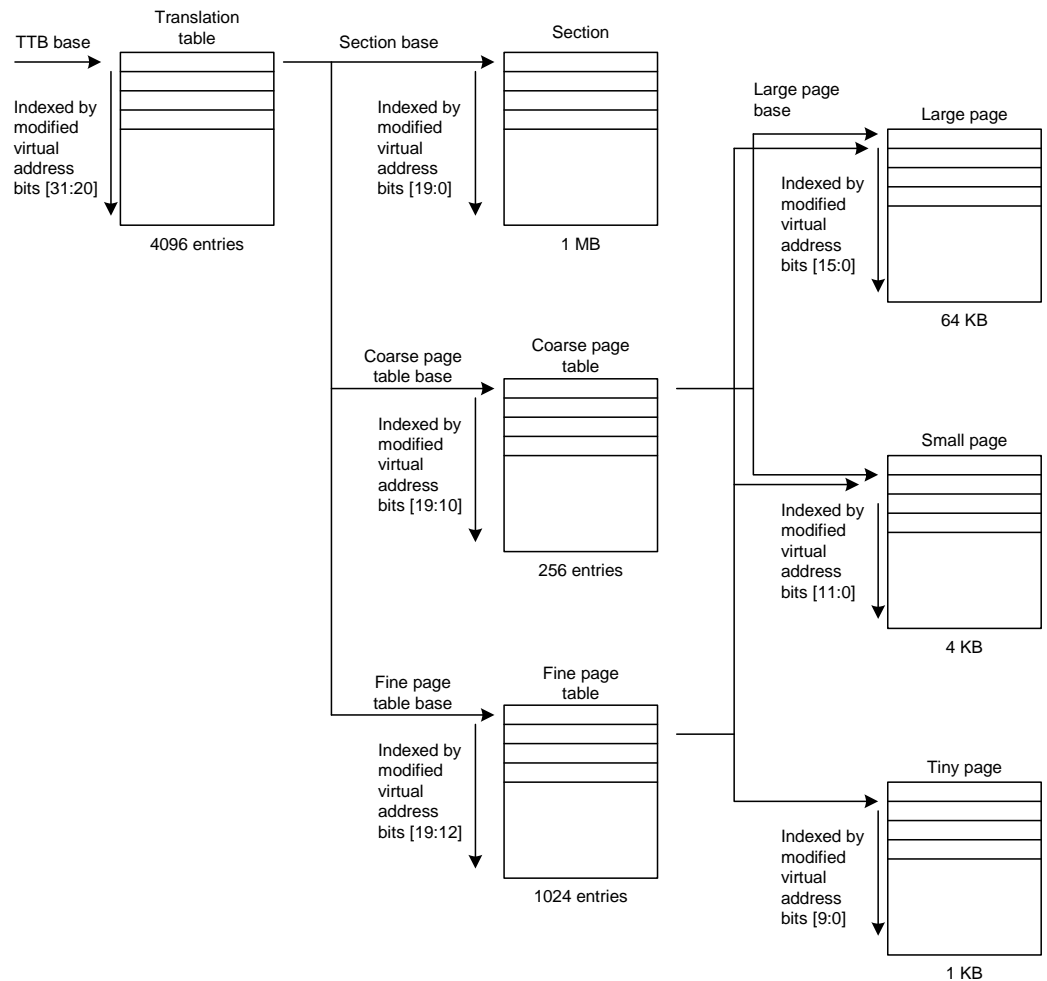 TTB base
Translation
table
Indexed by
modified
virtual
address
bits [31:20]
4096 entries
Section base
Section
Indexed by
modified
virtual
address
bits [19:0]
1 MB
Large page
base
Large page
Indexed by
modified
virtual
address
bits [15:0]
64 KB
Coarse page
table base
Coarse page
table
Indexed by
modified
virtual
address
bits [19:10]
256 entries
Small page
Indexed by
modified
virtual
address
bits [11:0]
4 KB
Fine page
table base
Fine page
table
Indexed by
modified
virtual
address
bits [19:12]
1024 entries
Tiny page
Indexed by
modified
virtual
address
bits [9:0]
1 KB